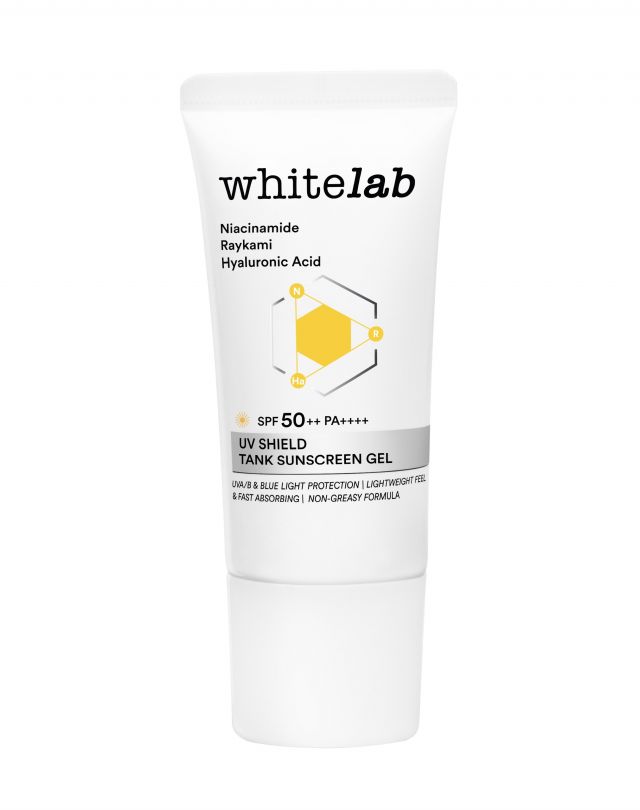 whitelab
Niacinamide
Raykami
Hyaluronic Acid
N
R
Ha
SPF 50++ PA++++
UV SHIELD
TANK SUNSCREEN GEL
UVA/B & BLUE LIGHT PROTECTION | LIGHTWEIGHT FEEL
& FAST ABSORBING | NON-GREASY FORMULA